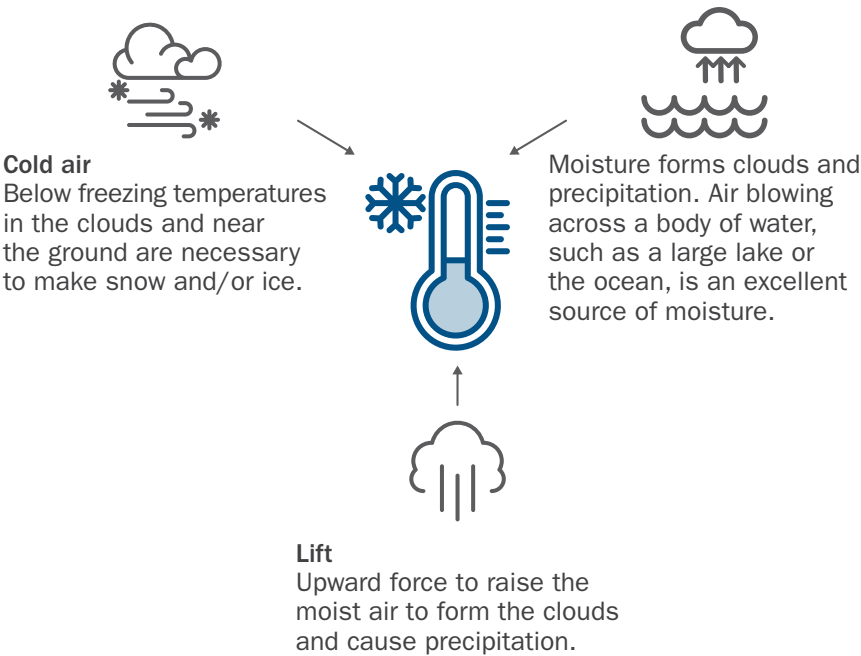 Cold air
Below freezing temperatures
in the clouds and near
the ground are necessary
to make snow and/or ice.
Moisture forms clouds and
precipitation. Air blowing
across a body of water,
such as a large lake or
the ocean, is an excellent
source of moisture.
Lift
Upward force to raise the
moist air to form the clouds
and cause precipitation.